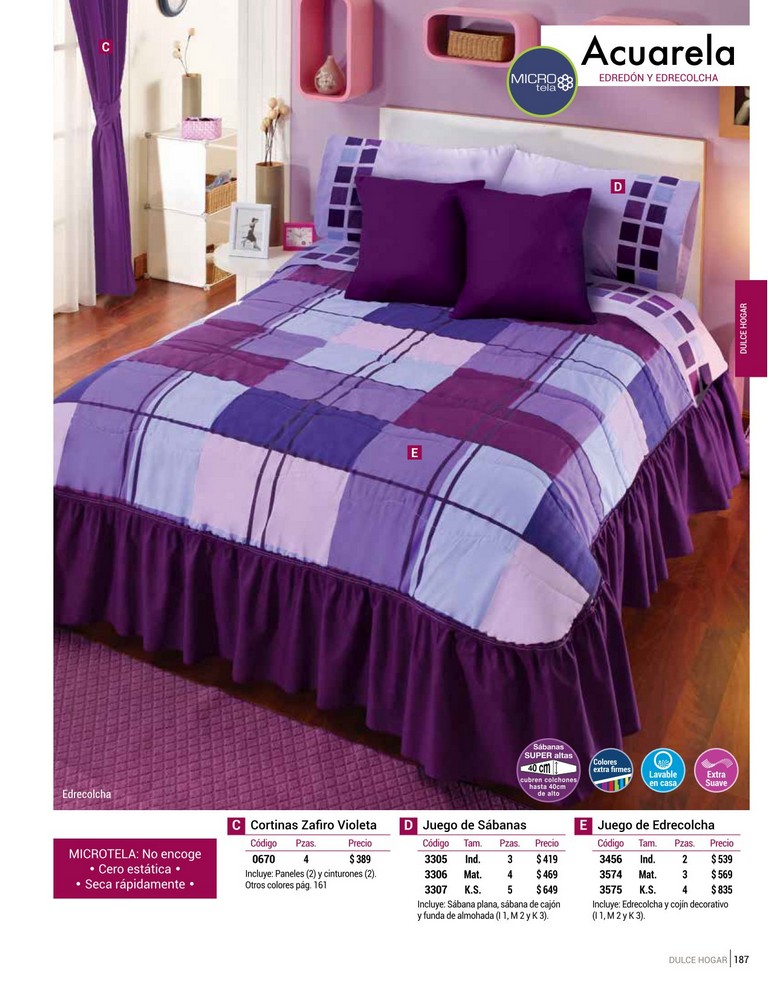 C
Acuarela
EDREDÓN Y EDRECOLCHA
MICRO
tela
D
DULCE HOGAR
E
Sábanas
SUPER altas
40 cm
cubren colchones
hasta 40cm
de alto
Colores
extra firmes
Lavable
en casa
Extra
Suave
Edrecolcha
MICROTELA: No encoge
• Cero estática •
• Seca rápidamente •
C Cortinas Zafiro Violeta
Código Pzas. Precio
0670 4 $ 389
Incluye: Paneles (2) y cinturones (2).
Otros colores pág. 161
D Juego de Sábanas
Código Tam. Pzas. Precio
3305 Ind. 3 $ 419
3306 Mat. 4 $ 469
3307 K.S. 5 $ 649
Incluye: Sábana plana, sábana de cajón
y funda de almohada (I 1, M 2 y K 3).
E Juego de Edrecolcha
Código Tam. Pzas. Precio
3456 Ind. 2 $ 539
3574 Mat. 3 $ 569
3575 K.S. 4 $ 835
Incluye: Edrecolcha y cojín decorativo
(I 1, M 2 y K 3).
DULCE HOGAR 187